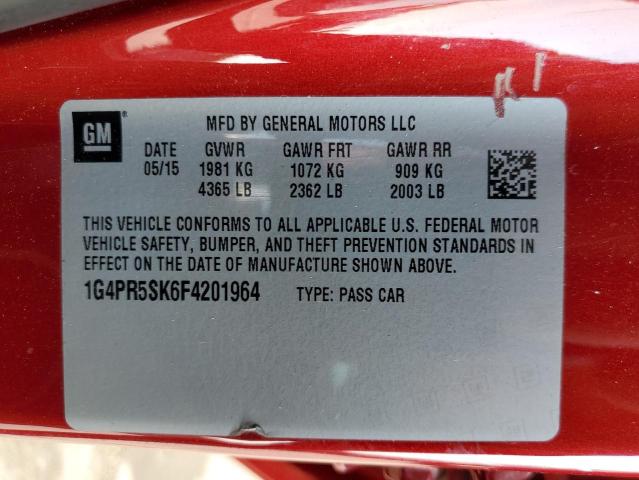 GM
MFD BY GENERAL MOTORS LLC
DATE GVWR GAWR FRT GAWR RR
05/15 1981 KG 1072 KG 909 KG
4365 LB 2362 LB 2003 LB
THIS VEHICLE CONFORMS TO ALL APPLICABLE U.S. FEDERAL MOTOR
VEHICLE SAFETY, BUMPER, AND THEFT PREVENTION STANDARDS IN
EFFECT ON THE DATE OF MANUFACTURE SHOWN ABOVE.
1G4PR5SK6F4201964 TYPE: PASS CAR